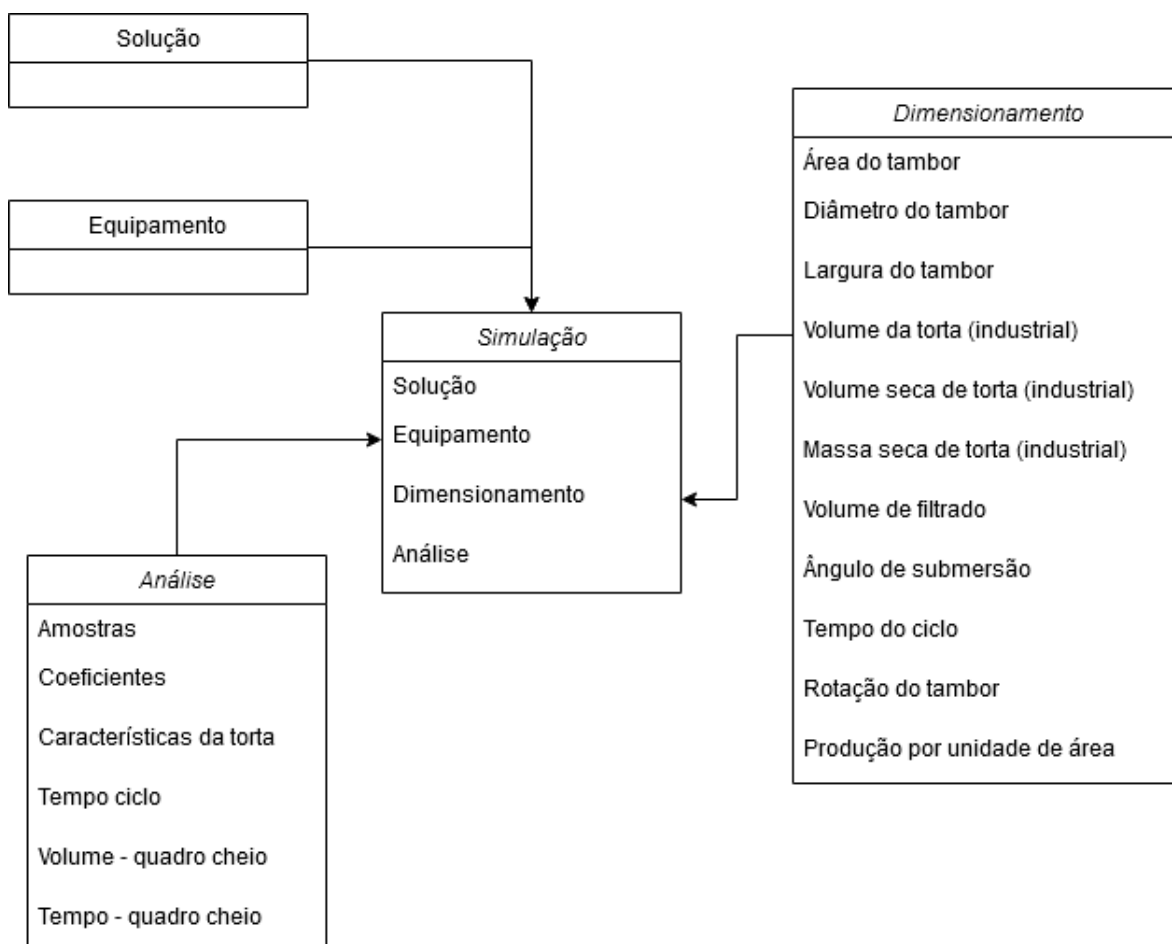 Solução
Equipamento
Simulação
Solução
Equipamento
Dimensionamento
Análise
Análise
Amostras
Coeficientes
Características da torta
Tempo ciclo
Volume - quadro cheio
Tempo - quadro cheio
Dimensionamento
Área do tambor
Diâmetro do tambor
Largura do tambor
Volume da torta (industrial)
Volume seca de torta (industrial)
Massa seca de torta (industrial)
Volume de filtrado
Ângulo de submersão
Tempo do ciclo
Rotação do tambor
Produção por unidade de área